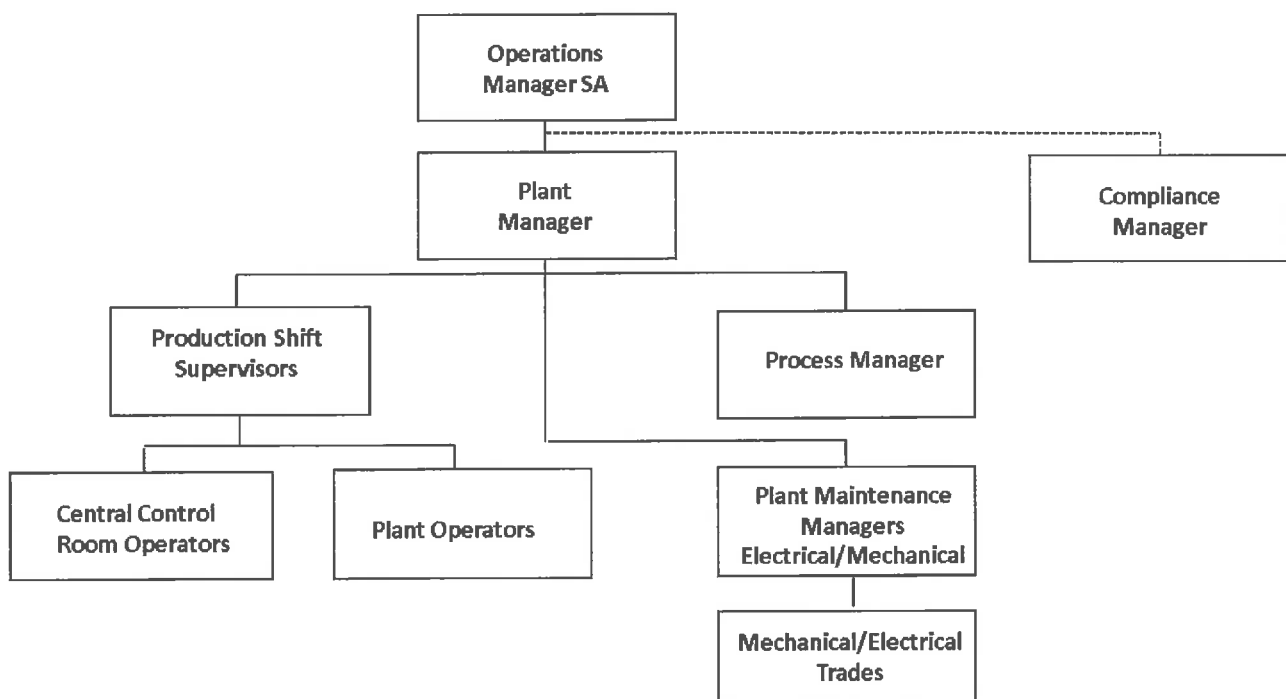 Operations
Manager SA
Plant
Manager
Compliance
Manager
Production Shift
Supervisors
Process Manager
Central Control
Room Operators
Plant Operators
Plant Maintenance
Managers
Electrical/Mechanical
Mechanical/Electrical
Trades